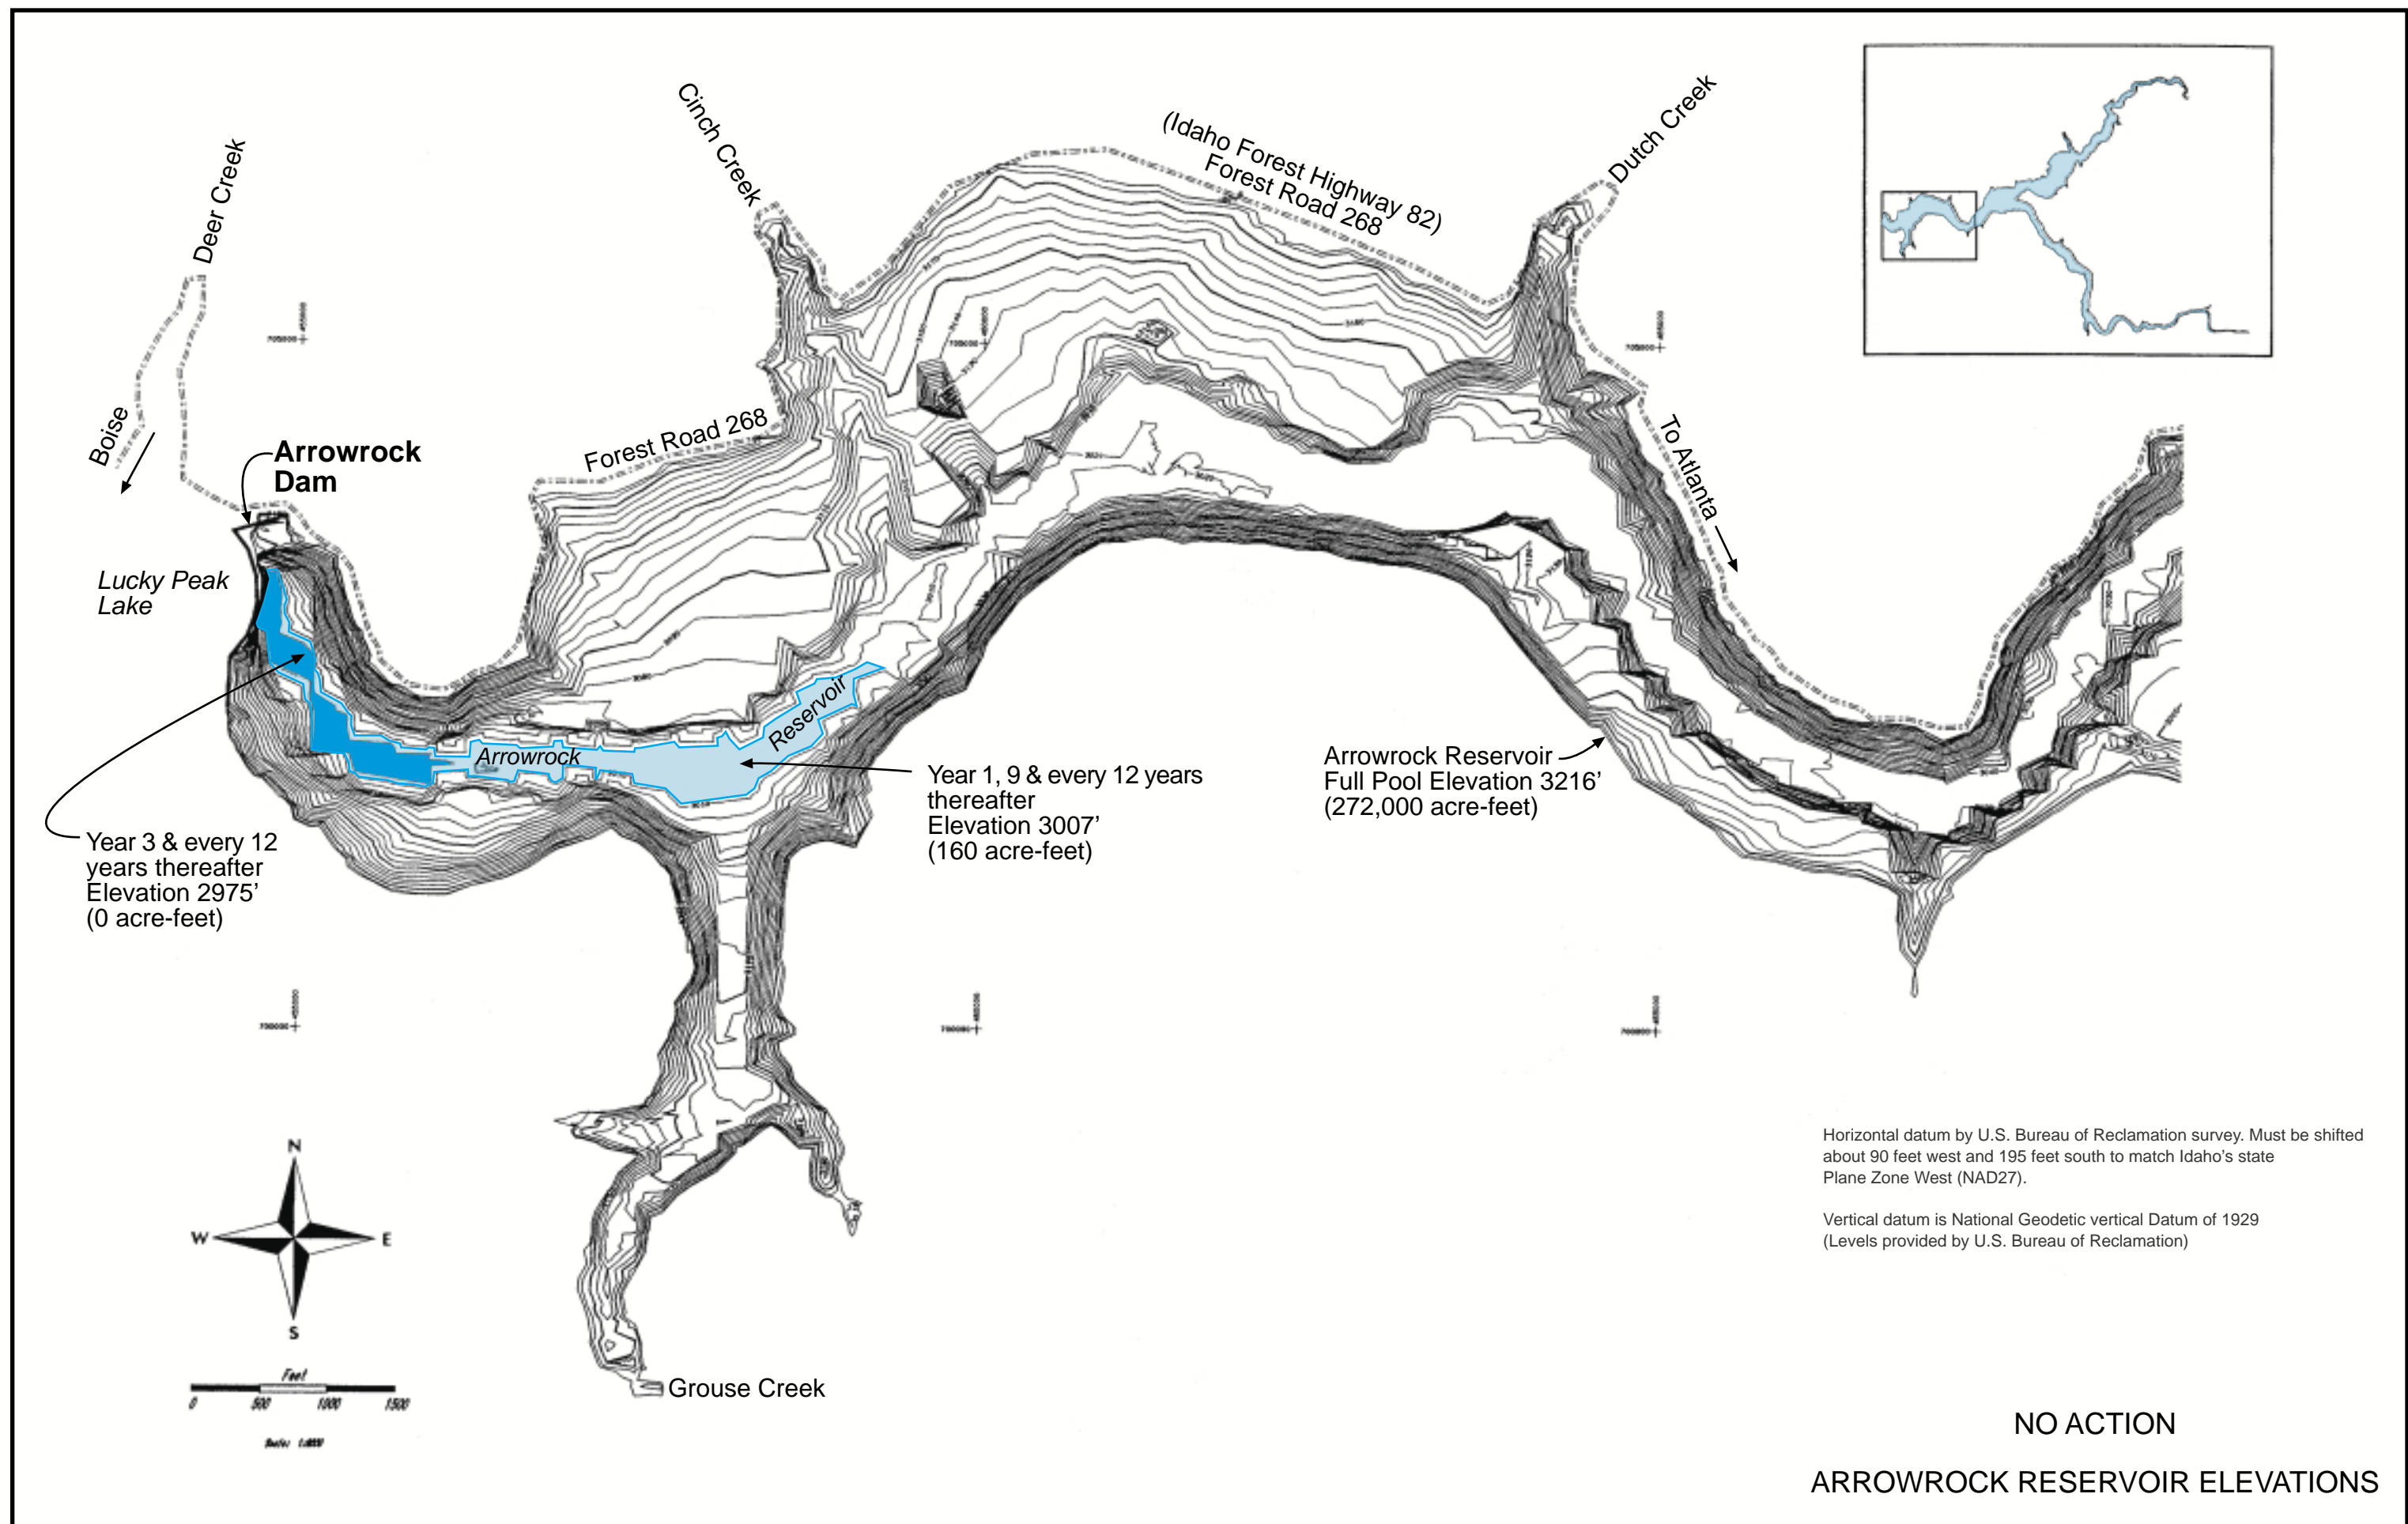 Deer Creek
Cinch Creek
(Idaho Forest Highway 82)
Forest Road 268
Dutch Creek
Boise
Forest Road 268
Arrowrock
Dam
To Atlanta
Lucky Peak
Lake
Arrowrock
Reservoir
Year 3 & every 12
years thereafter
Elevation 2975’
(0 acre-feet)
Year 1, 9 & every 12 years
thereafter
Elevation 3007’
(160 acre-feet)
Arrowrock Reservoir
Full Pool Elevation 3216’
(272,000 acre-feet)
N
W
E
S
Feet
0 500 1000 1500
Grouse Creek
Horizontal datum by U.S. Bureau of Reclamation survey. Must be shifted
about 90 feet west and 195 feet south to match Idaho’s state
Plane Zone West (NAD27).
Vertical datum is National Geodetic vertical Datum of 1929
(Levels provided by U.S. Bureau of Reclamation)
NO ACTION
ARROWROCK RESERVOIR ELEVATIONS